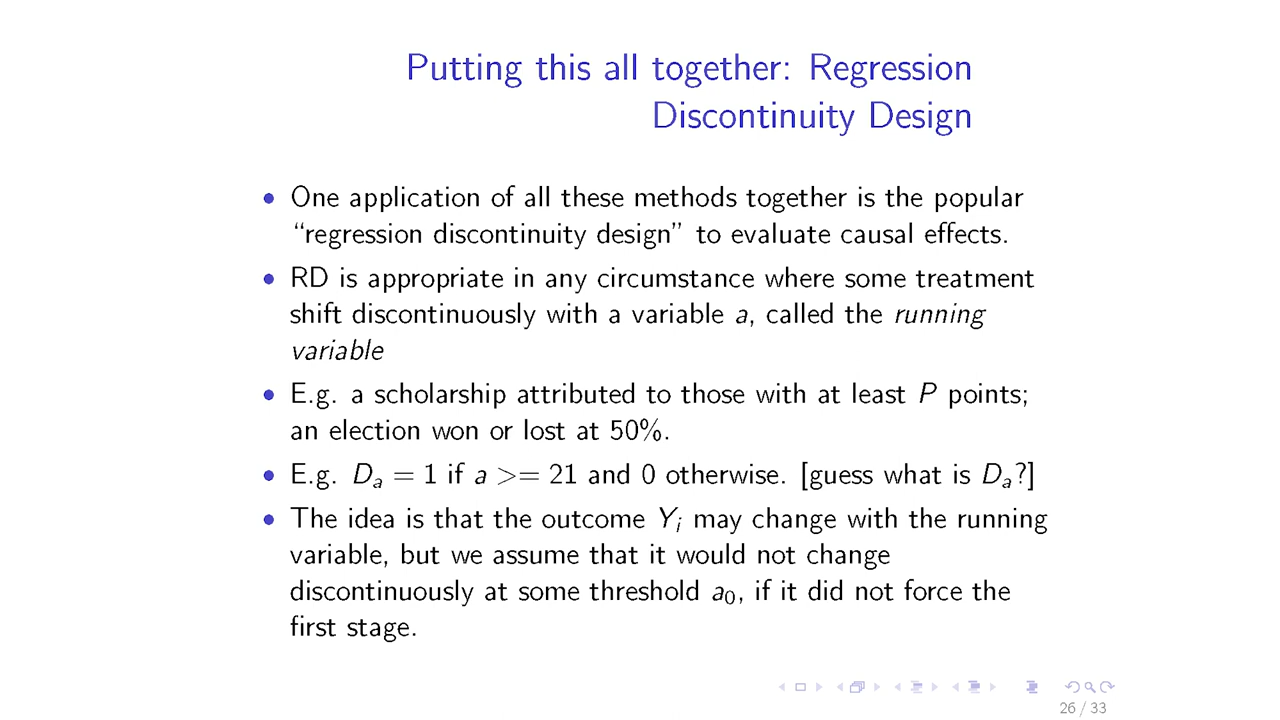 Putting this all together: Regression
Discontinuity Design
• One application of all these methods together is the popular
“regression discontinuity design” to evaluate causal effects.
• RD is appropriate in any circumstance where some treatment
shift discontinuously with a variable a, called the running
variable
• E.g. a scholarship attributed to those with at least P points;
an election won or lost at 50%.
• E.g. Dₐ = 1 if a >= 21 and 0 otherwise. [guess what is Dₐ?]
• The idea is that the outcome Yᵢ may change with the running
variable, but we assume that it would not change
discontinuously at some threshold a₀, if it did not force the
first stage.
26 / 33